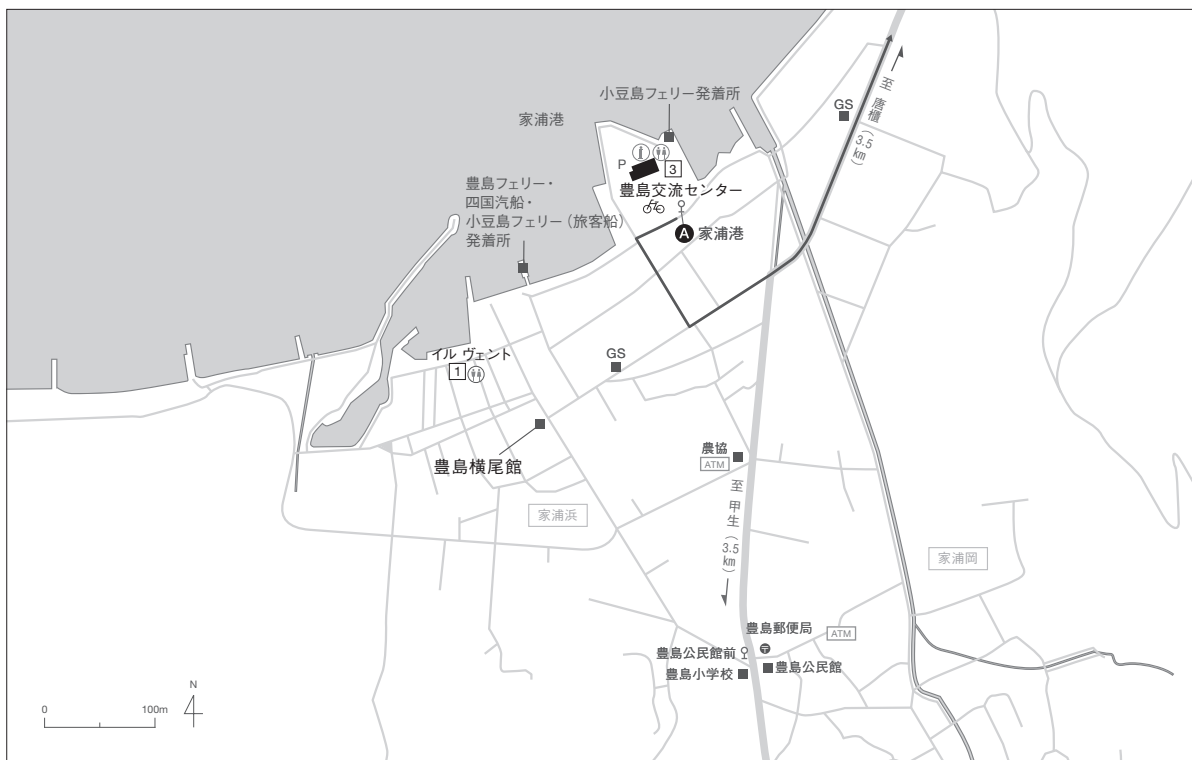 小豆島フェリー発着所
家浦港
GS
至 唐櫃 (3.5km)
P
3
豊島交流センター
豊島フェリー・
四国汽船・
小豆島フェリー(旅客船)
発着所
A 家浦港
イル ヴェント
1
GS
豊島横尾館
農協
ATM
至 甲生 (3.5km)
家浦浜
家浦岡
豊島郵便局
ATM
〒
豊島公民館前
豊島公民館
豊島小学校
N
0 100m